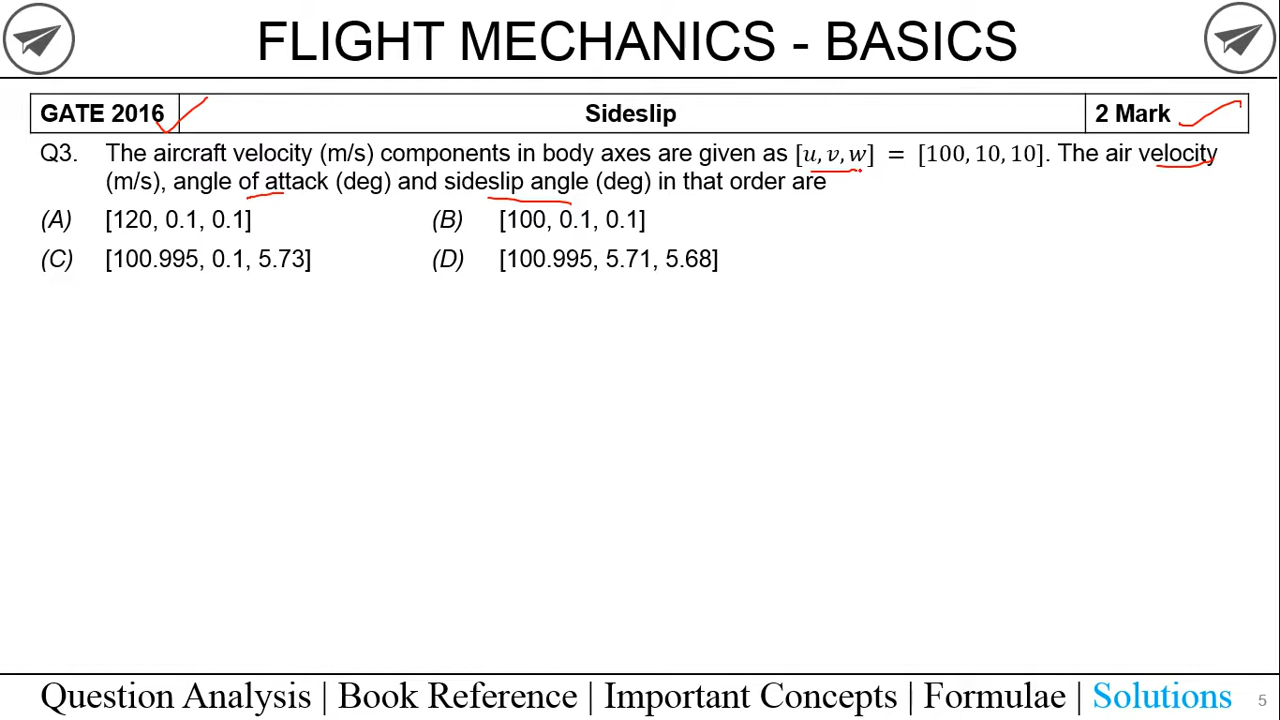 FLIGHT MECHANICS - BASICS
GATE 2016 Sideslip 2 Mark
Q3. The aircraft velocity (m/s) components in body axes are given as [𝑢, 𝑣, 𝑤] = [100, 10, 10]. The air velocity
(m/s), angle of attack (deg) and sideslip angle (deg) in that order are
(A) [120, 0.1, 0.1] (B) [100, 0.1, 0.1]
(C) [100.995, 0.1, 5.73] (D) [100.995, 5.71, 5.68]
Question Analysis | Book Reference | Important Concepts | Formulae | Solutions 5